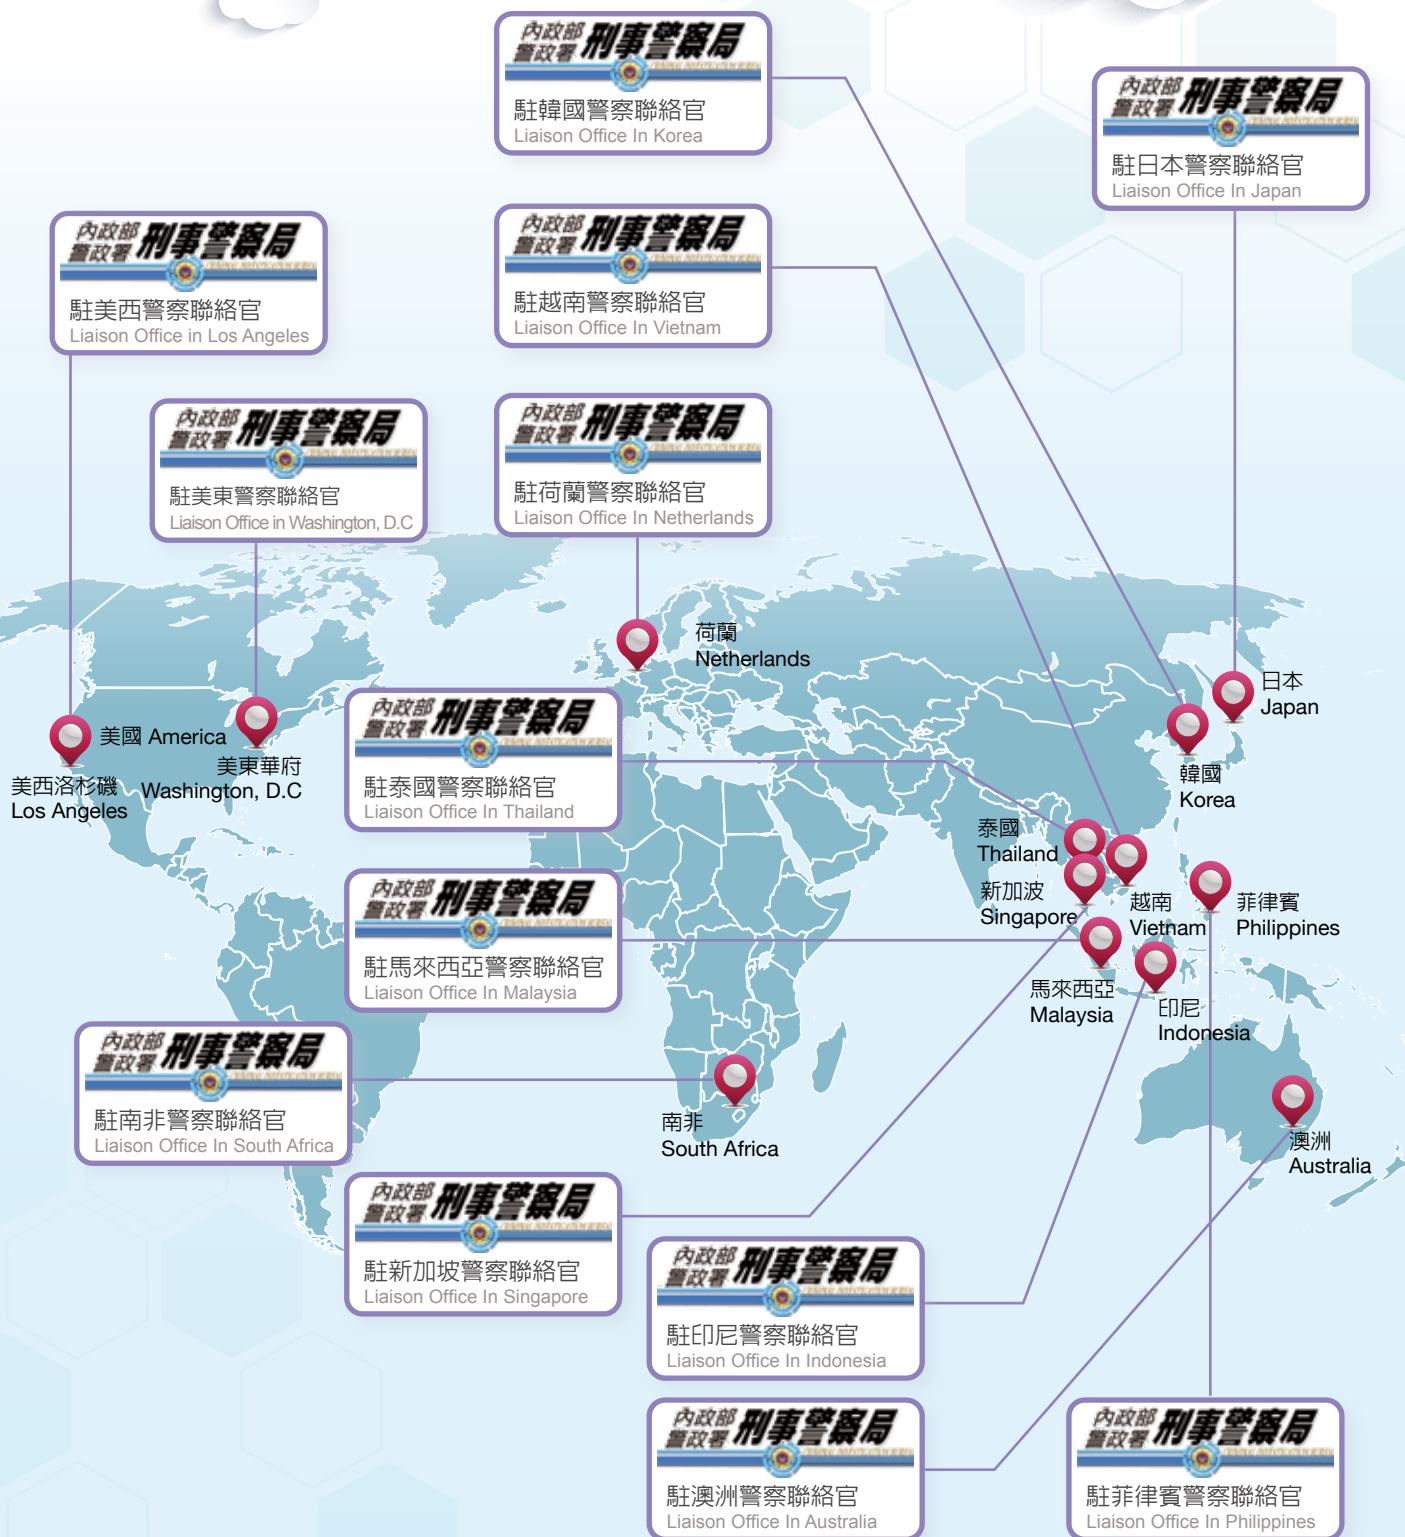 內政部
警政署 刑事警察局
駐韓國警察聯絡官
Liaison Office In Korea
內政部
警政署 刑事警察局
駐日本警察聯絡官
Liaison Office In Japan
內政部
警政署 刑事警察局
駐美西警察聯絡官
Liaison Office in Los Angeles
內政部
警政署 刑事警察局
駐越南警察聯絡官
Liaison Office In Vietnam
內政部
警政署 刑事警察局
駐美東警察聯絡官
Liaison Office in Washington, D.C
內政部
警政署 刑事警察局
駐荷蘭警察聯絡官
Liaison Office In Netherlands
荷蘭
Netherlands
日本
Japan
美國 America
美西洛杉磯
Los Angeles
美東華府
Washington, D.C
韓國
Korea
內政部
警政署 刑事警察局
駐泰國警察聯絡官
Liaison Office In Thailand
泰國
Thailand
新加波
Singapore
越南
Vietnam
菲律賓
Philippines
內政部
警政署 刑事警察局
駐馬來西亞警察聯絡官
Liaison Office In Malaysia
馬來西亞
Malaysia
印尼
Indonesia
內政部
警政署 刑事警察局
駐南非警察聯絡官
Liaison Office In South Africa
南非
South Africa
澳洲
Australia
內政部
警政署 刑事警察局
駐新加坡警察聯絡官
Liaison Office In Singapore
內政部
警政署 刑事警察局
駐印尼警察聯絡官
Liaison Office In Indonesia
內政部
警政署 刑事警察局
駐澳洲警察聯絡官
Liaison Office In Australia
內政部
警政署 刑事警察局
駐菲律賓警察聯絡官
Liaison Office In Philippines